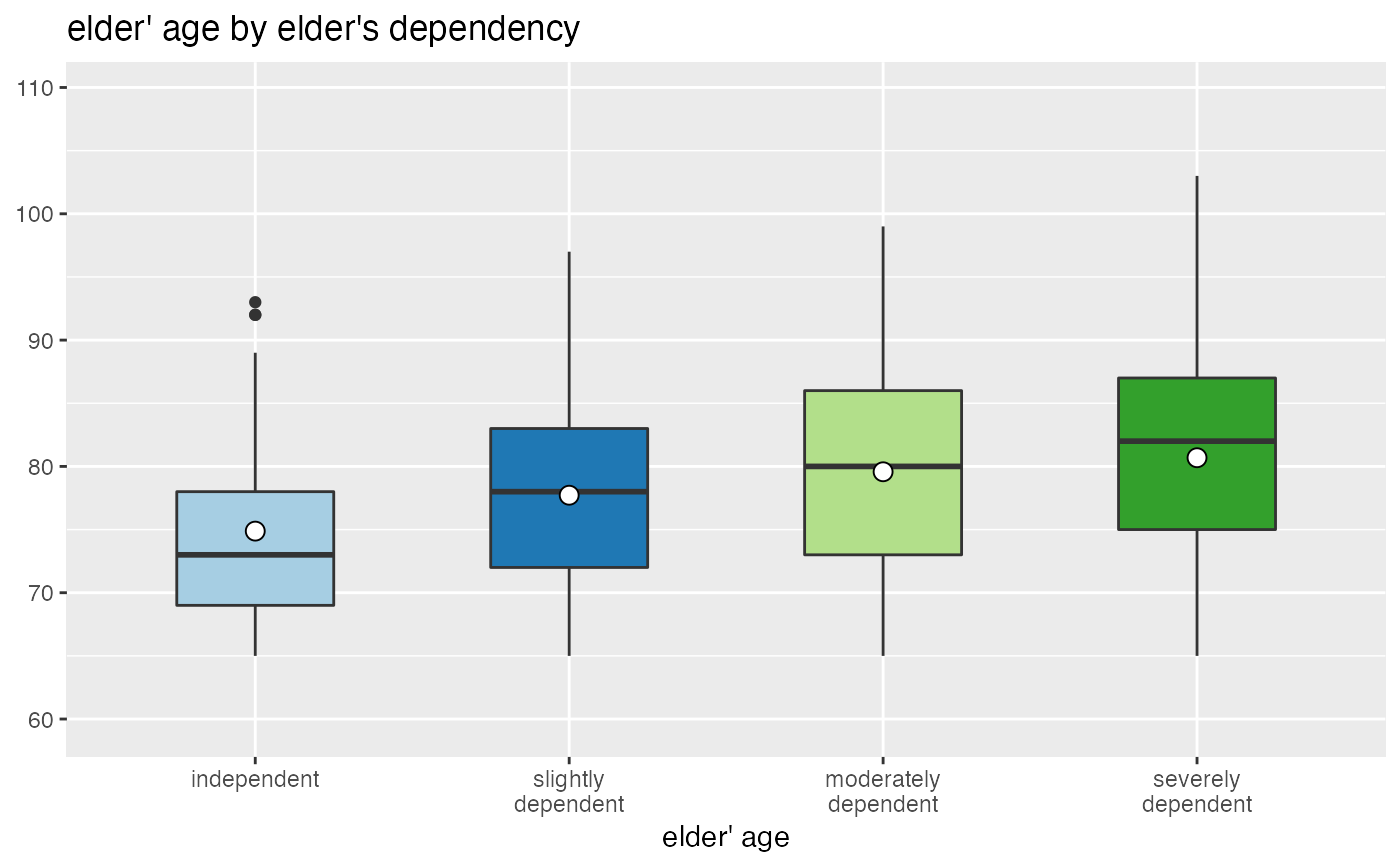 elder' age by elder's dependency
110
100
90
80
70
60
independent
slightly
dependent
moderately
dependent
severely
dependent
elder' age